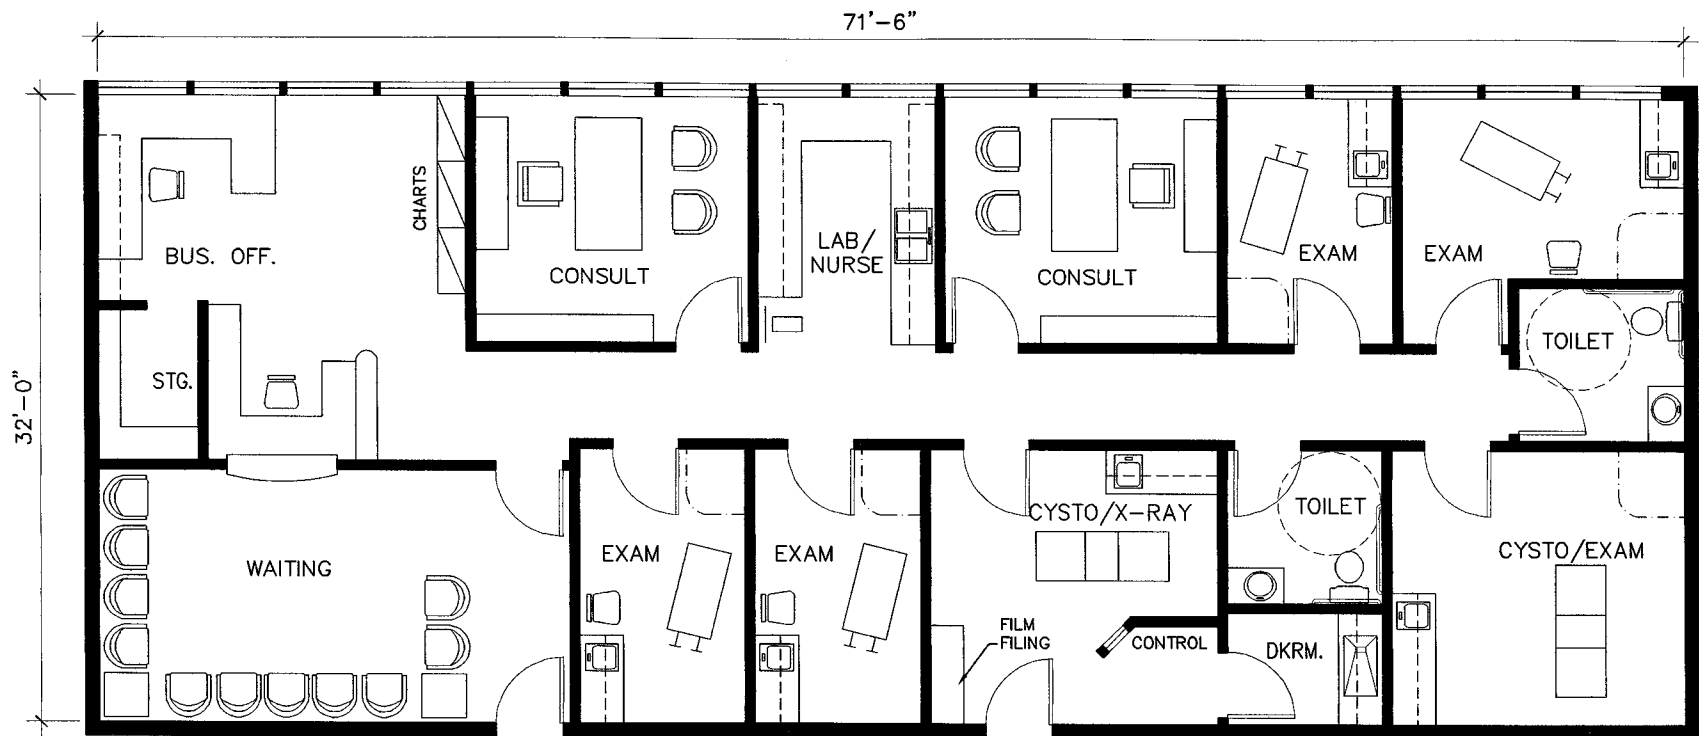 71'-6"
32'-0"
BUS. OFF.
CHARTS
CONSULT
LAB/
NURSE
CONSULT
EXAM
EXAM
STG.
TOILET
WAITING
EXAM
EXAM
CYSTO/X-RAY
TOILET
CYSTO/EXAM
FILM
FILING
CONTROL
DKRM.